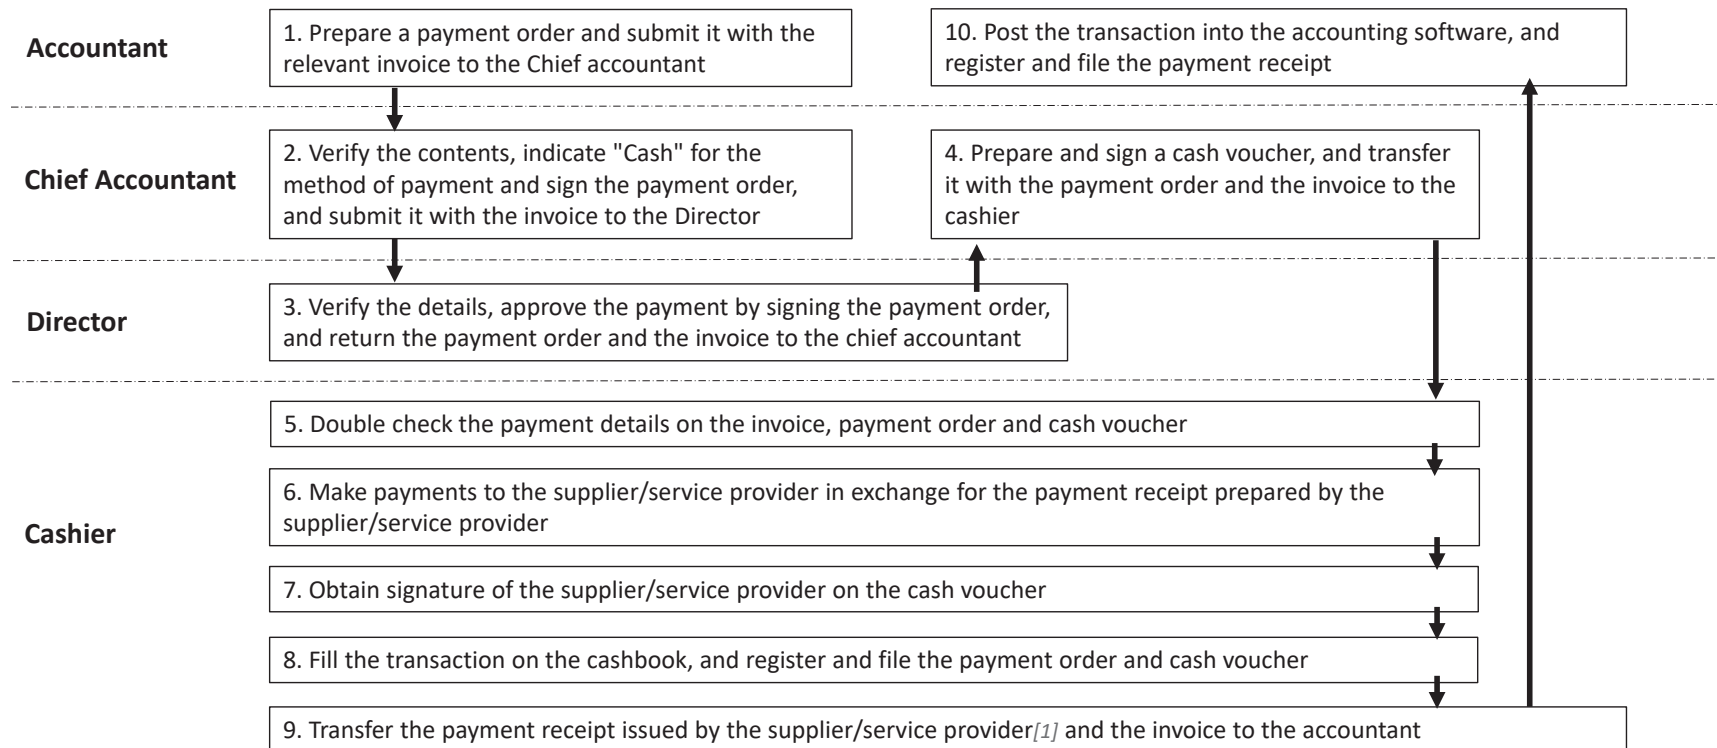 Accountant
1. Prepare a payment order and submit it with the
relevant invoice to the Chief accountant
10. Post the transaction into the accounting software, and
register and file the payment receipt
Chief Accountant
2. Verify the contents, indicate "Cash" for the
method of payment and sign the payment order,
and submit it with the invoice to the Director
4. Prepare and sign a cash voucher, and transfer
it with the payment order and the invoice to the
cashier
Director
3. Verify the details, approve the payment by signing the payment order,
and return the payment order and the invoice to the chief accountant
Cashier
5. Double check the payment details on the invoice, payment order and cash voucher
6. Make payments to the supplier/service provider in exchange for the payment receipt prepared by the
supplier/service provider
7. Obtain signature of the supplier/service provider on the cash voucher
8. Fill the transaction on the cashbook, and register and file the payment order and cash voucher
9. Transfer the payment receipt issued by the supplier/service provider[1] and the invoice to the accountant